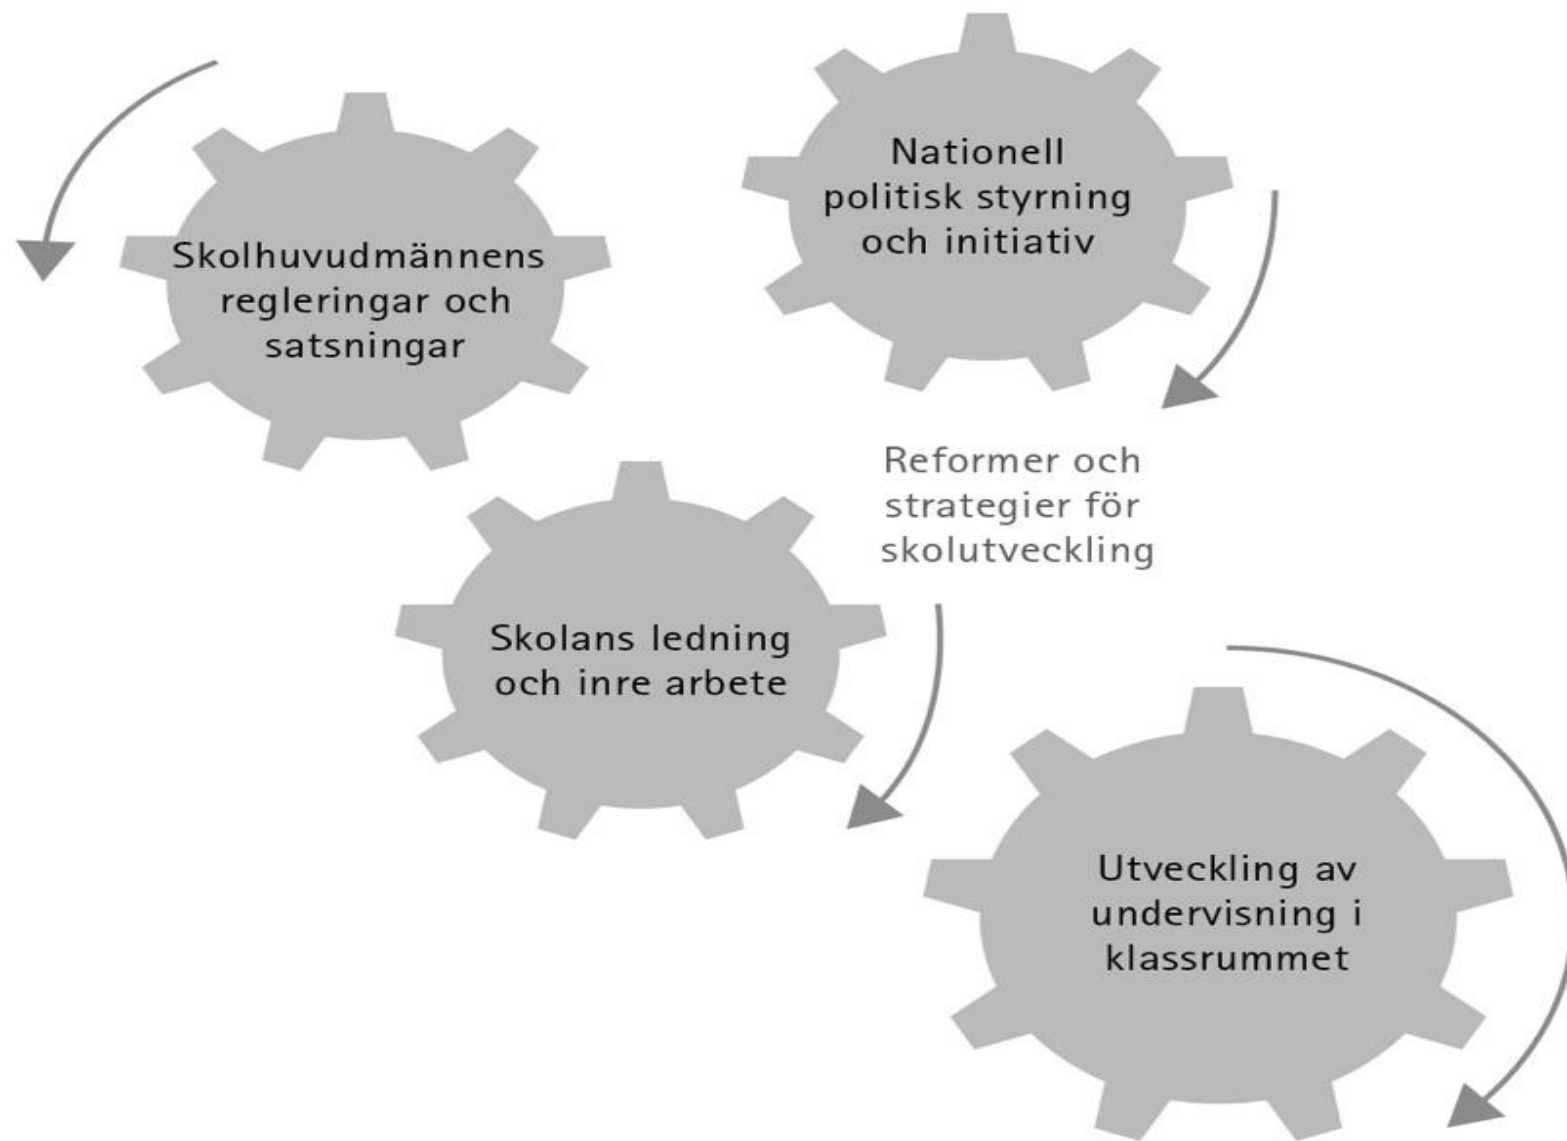 Nationell
politisk styrning
och initiativ
Skolhuvudmännens
regleringar och
satsningar
Reformer och
strategier för
skolutveckling
Skolans ledning
och inre arbete
Utveckling av
undervisning i
klassrummet